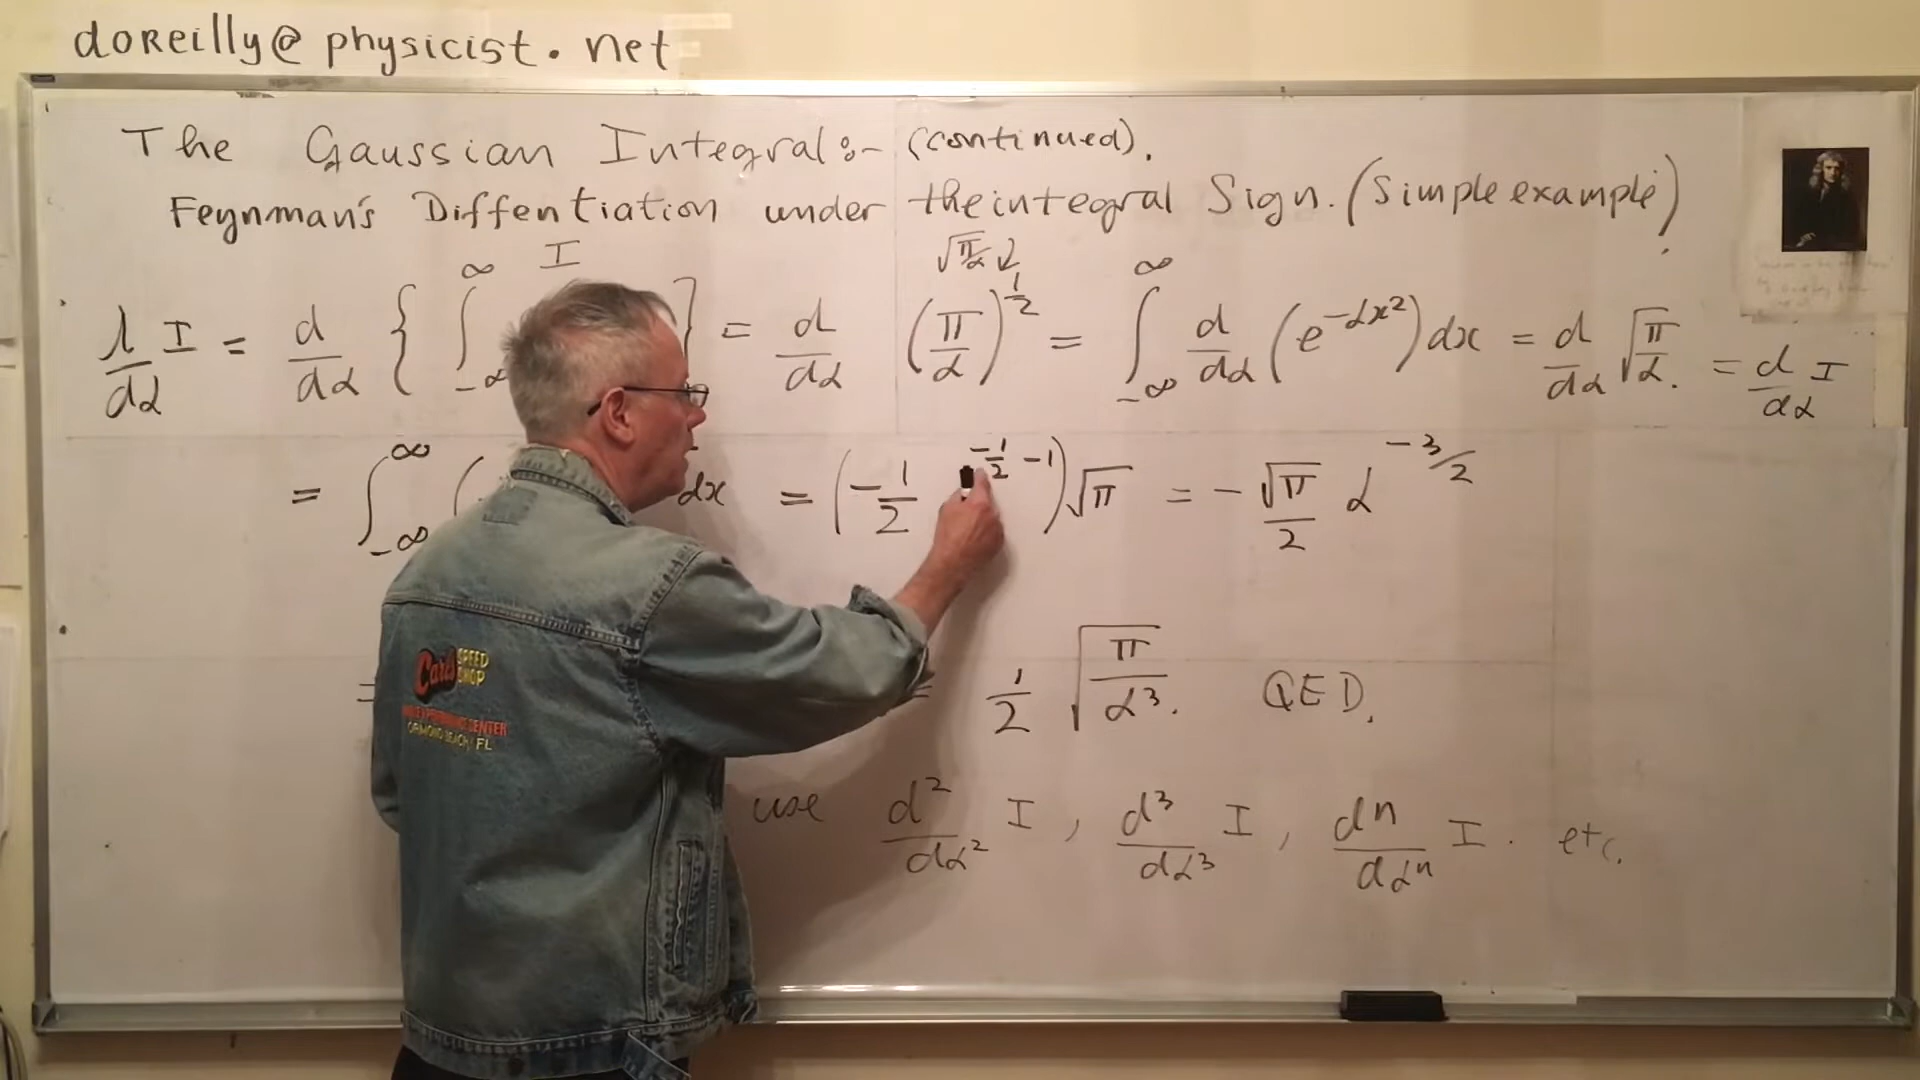 doReilly@physicist.net
The Gaussian Integral:- (continued).
Feynman's Diffentiation under the integral Sign. (Simple example).
I √π/α ↓
d/dα I = d/dα { ∫_{-∞}^{∞} } = d/dα (π/α)^{1/2} = ∫_{-∞}^{∞} d/dα (e^{-αx²}) dx = d/dα √π/α. = d/dα I
= ∫_{-∞}^{∞} ( dx = (-1/2 ^{-1/2 -1}) √π = - √π/2 α^{-3/2}
= = 1/2 √π/α³. QED.
use d²/dα² I , d³/dα³ I , dn/dαn I . etc.
Carl's SPEED SHOP
CENTER
ORMOND BEACH, FL